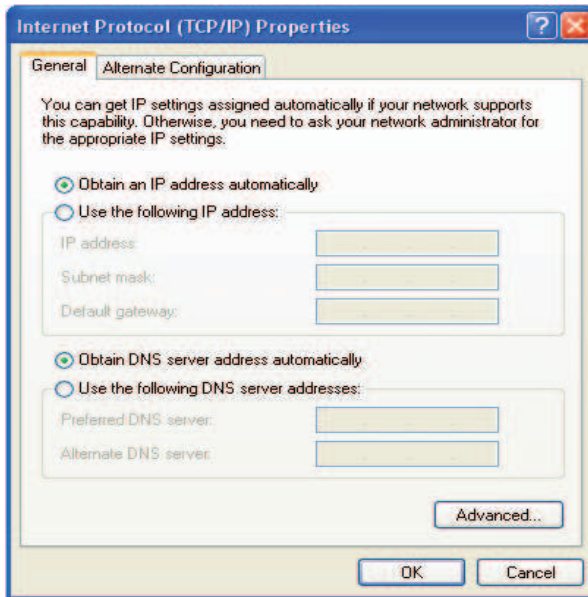 Internet Protocol (TCP/IP) Properties
General
Alternate Configuration
You can get IP settings assigned automatically if your network supports
this capability. Otherwise, you need to ask your network administrator for
the appropriate IP settings.
Obtain an IP address automatically
Use the following IP address:
IP address:
Subnet mask:
Default gateway:
Obtain DNS server address automatically
Use the following DNS server addresses:
Preferred DNS server:
Alternate DNS server:
Advanced...
OK
Cancel